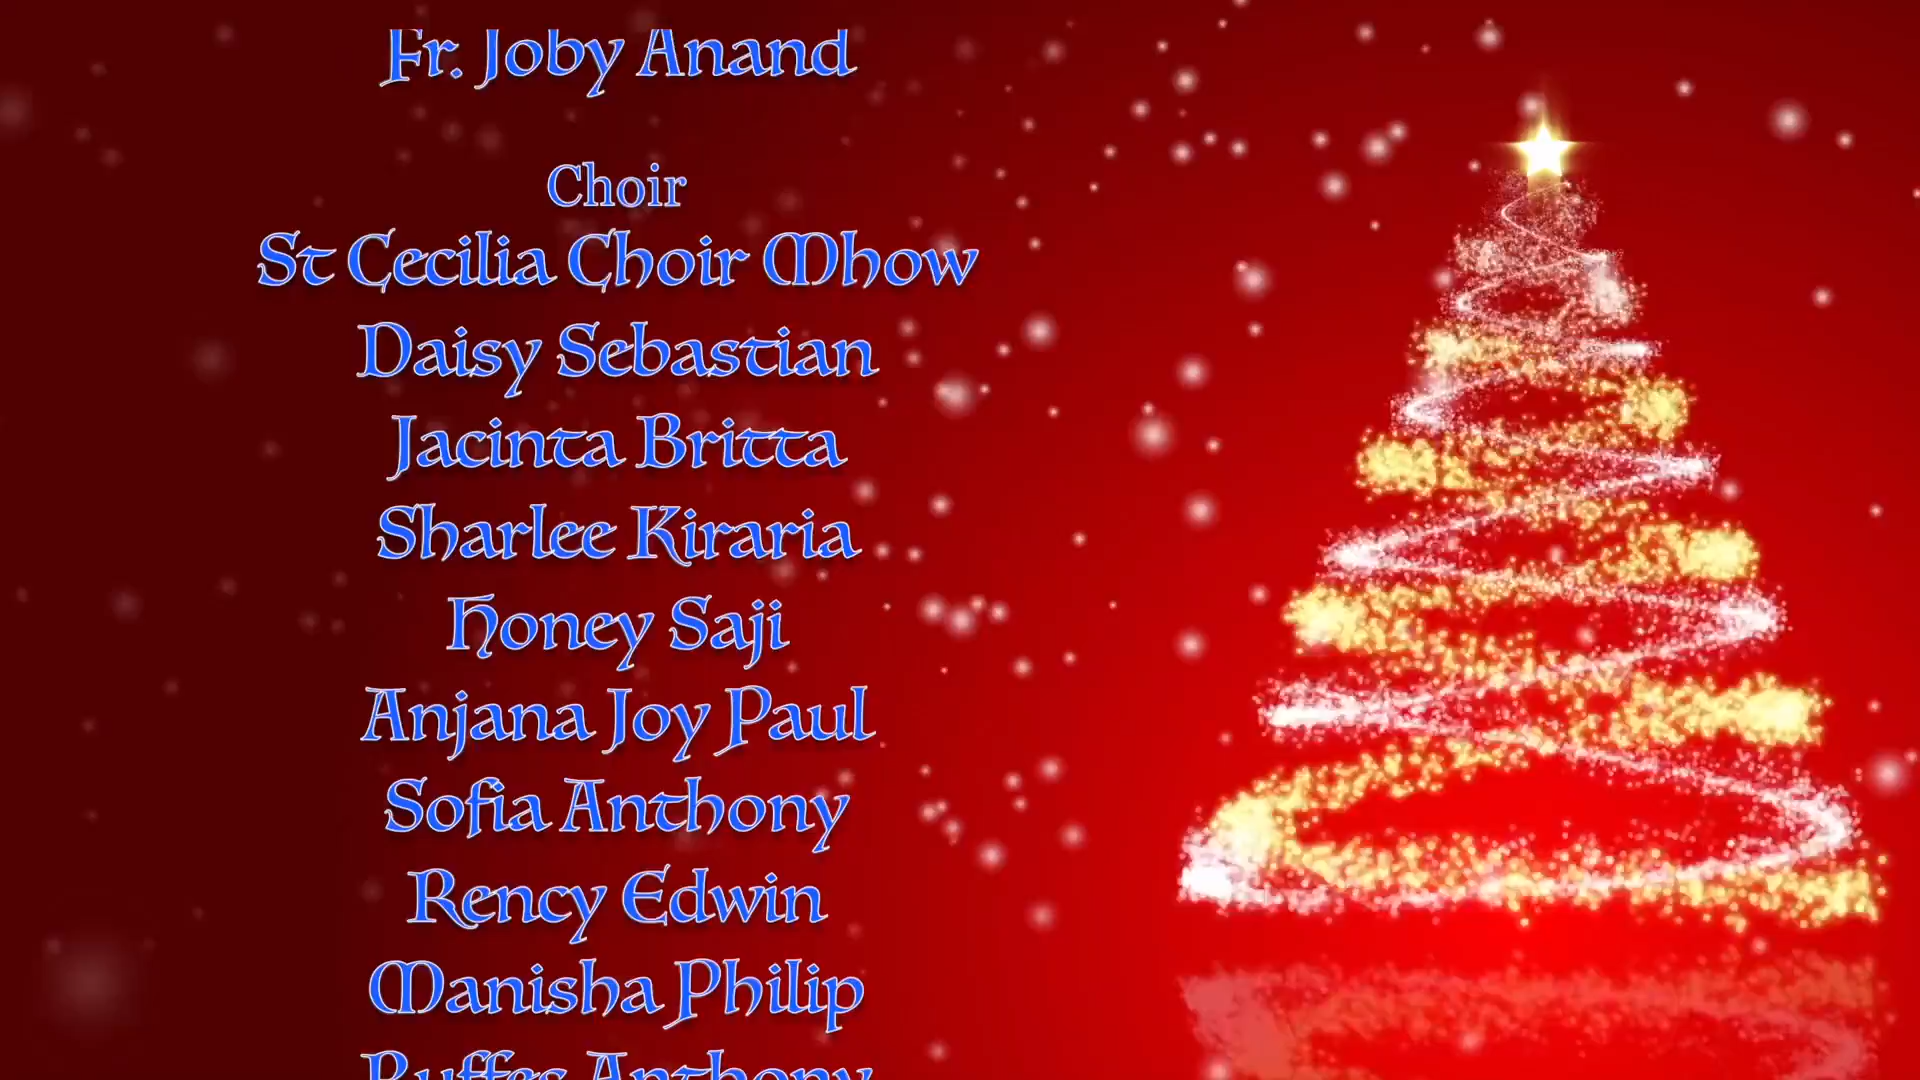 Fr. Joby Anand
Choir
St Cecilia Choir Mhow
Daisy Sebastian
Jacinta Britta
Sharlee Kiraria
Honey Saji
Anjana Joy Paul
Sofia Anthony
Rency Edwin
Manisha Philip
Anthony